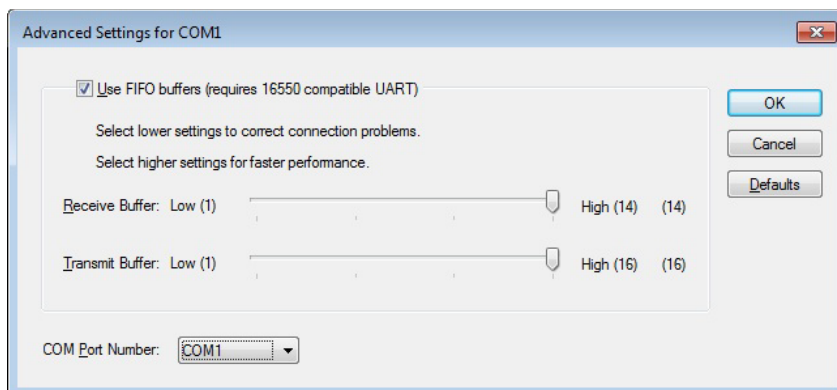 Advanced Settings for COM1
Use FIFO buffers (requires 16550 compatible UART)
OK
Select lower settings to correct connection problems.
Cancel
Select higher settings for faster performance.
Defaults
Receive Buffer: Low (1) High (14) (14)
Transmit Buffer: Low (1) High (16) (16)
COM Port Number: COM1